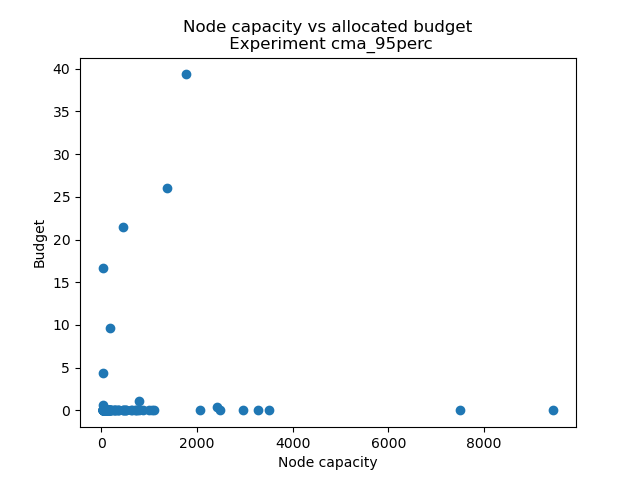 Node capacity vs allocated budget
Experiment cma_95perc
40
35
30
25
20
15
10
5
0
Budget
0 2000 4000 6000 8000
Node capacity